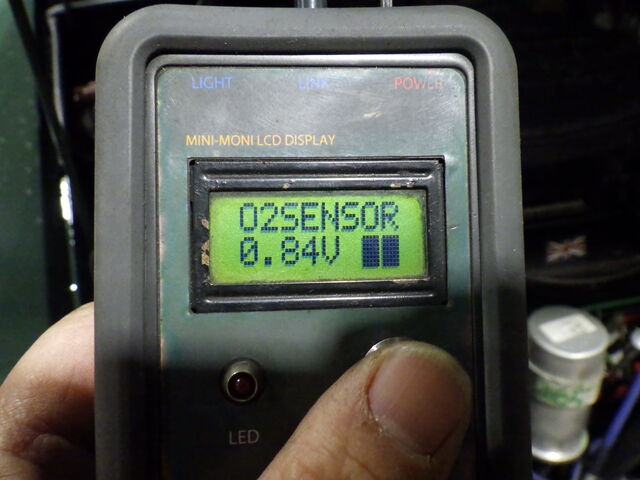 LIGHT
LINK
POWER
MINI-MONI LCD DISPLAY
O2SENSOR
0.84V
LED